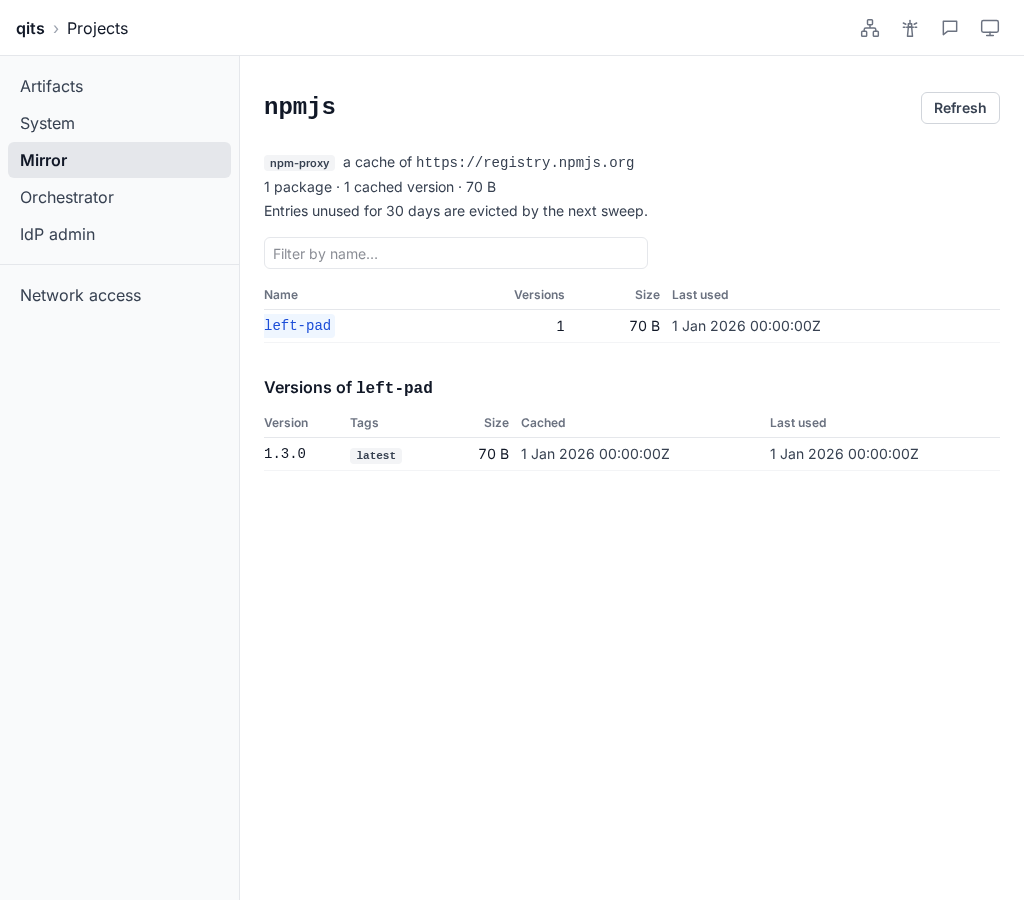 qits › Projects
Artifacts
System
Mirror
Orchestrator
IdP admin
Network access
npmjs
Refresh
npm-proxy a cache of https://registry.npmjs.org
1 package · 1 cached version · 70 B
Entries unused for 30 days are evicted by the next sweep.
Filter by name...
Name Versions Size Last used
left-pad 1 70 B 1 Jan 2026 00:00:00Z
Versions of left-pad
Version Tags Size Cached Last used
1.3.0 latest 70 B 1 Jan 2026 00:00:00Z 1 Jan 2026 00:00:00Z